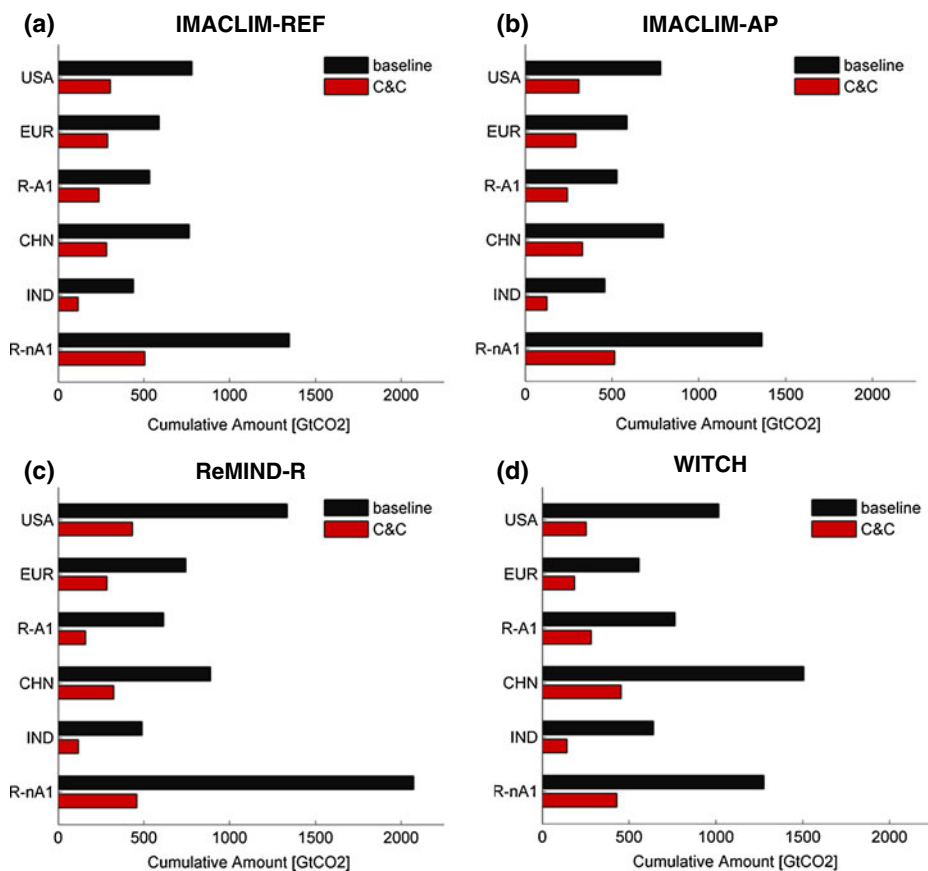 (a) IMACLIM-REF
baseline
C&C
USA
EUR
R-A1
CHN
IND
R-nA1
0 500 1000 1500 2000
Cumulative Amount [GtCO2]
(b) IMACLIM-AP
baseline
C&C
USA
EUR
R-A1
CHN
IND
R-nA1
0 500 1000 1500 2000
Cumulative Amount [GtCO2]
(c) ReMIND-R
baseline
C&C
USA
EUR
R-A1
CHN
IND
R-nA1
0 500 1000 1500 2000
Cumulative Amount [GtCO2]
(d) WITCH
baseline
C&C
USA
EUR
R-A1
CHN
IND
R-nA1
0 500 1000 1500 2000
Cumulative Amount [GtCO2]